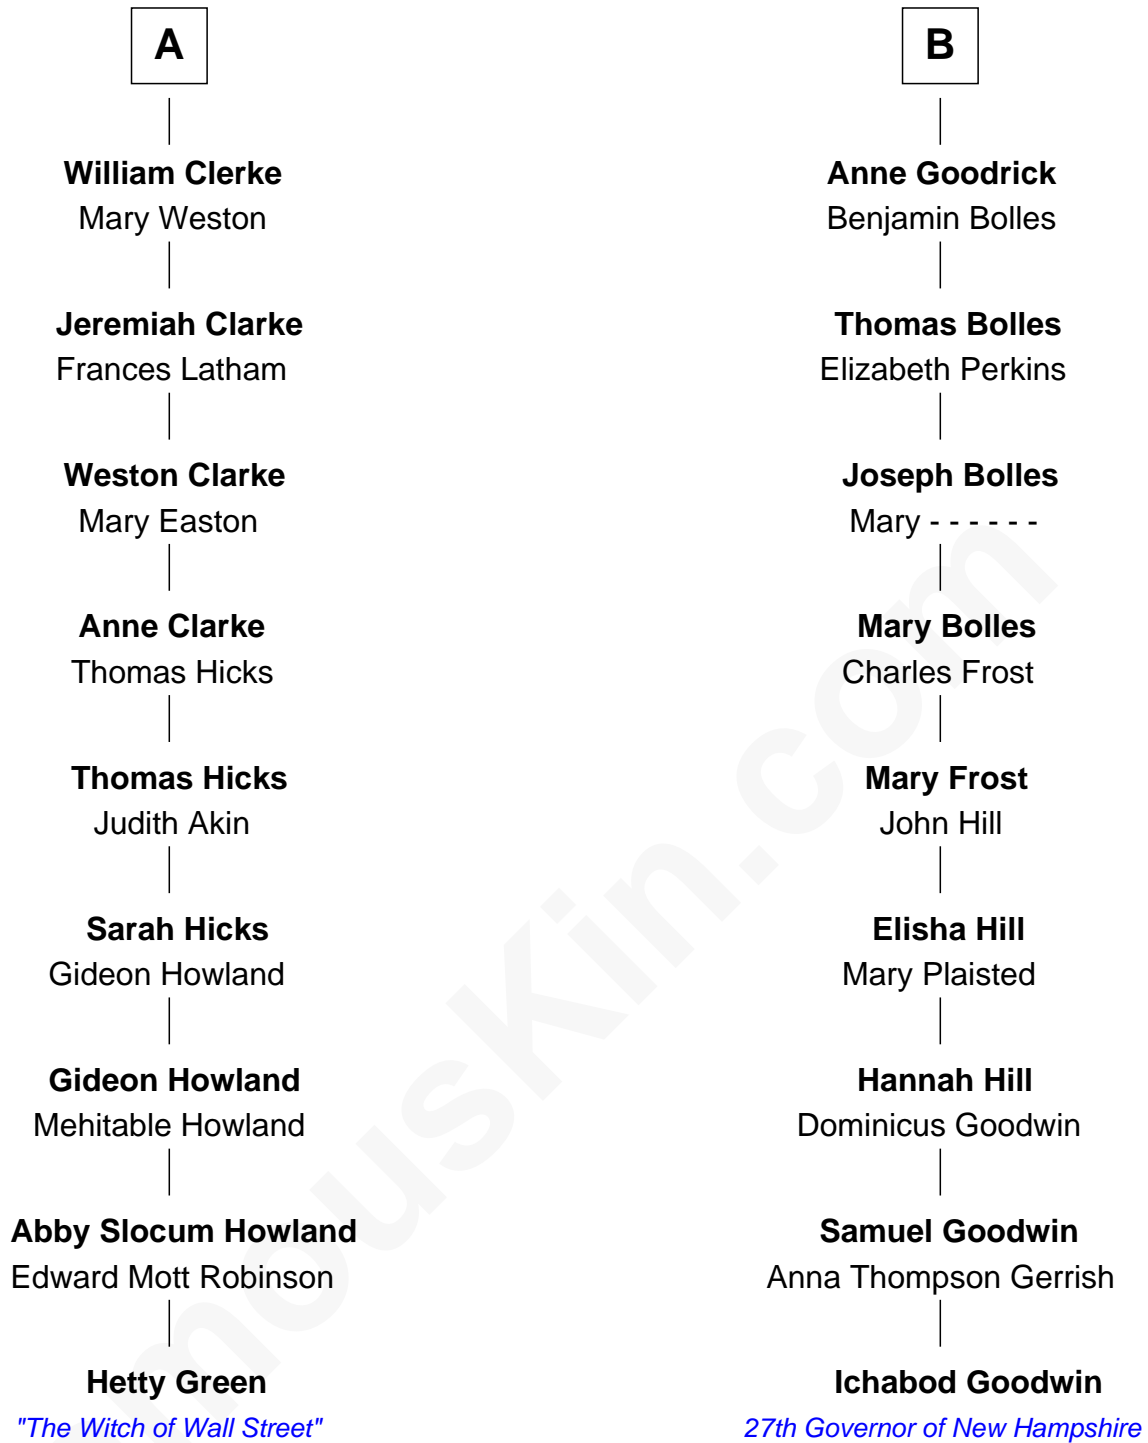 A
William Clerke
Mary Weston
Jeremiah Clarke
Frances Latham
Weston Clarke
Mary Easton
Anne Clarke
Thomas Hicks
Thomas Hicks
Judith Akin
Sarah Hicks
Gideon Howland
Gideon Howland
Mehitable Howland
Abby Slocum Howland
Edward Mott Robinson
Hetty Green
"The Witch of Wall Street"
B
Anne Goodrick
Benjamin Bolles
Thomas Bolles
Elizabeth Perkins
Joseph Bolles
Mary - - - - - -
Mary Bolles
Charles Frost
Mary Frost
John Hill
Elisha Hill
Mary Plaisted
Hannah Hill
Dominicus Goodwin
Samuel Goodwin
Anna Thompson Gerrish
Ichabod Goodwin
27th Governor of New Hampshire
mousKin.com